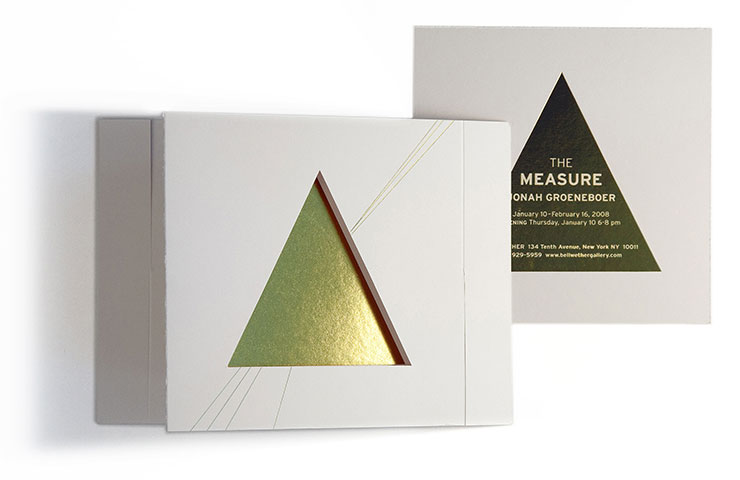 THE
MEASURE
JONAH GROENEBOER
January 10–February 16, 2008
Thursday, January 10 6-8 pm
134 Tenth Avenue, New York NY 10011
929-5959 www.bellwethergallery.com